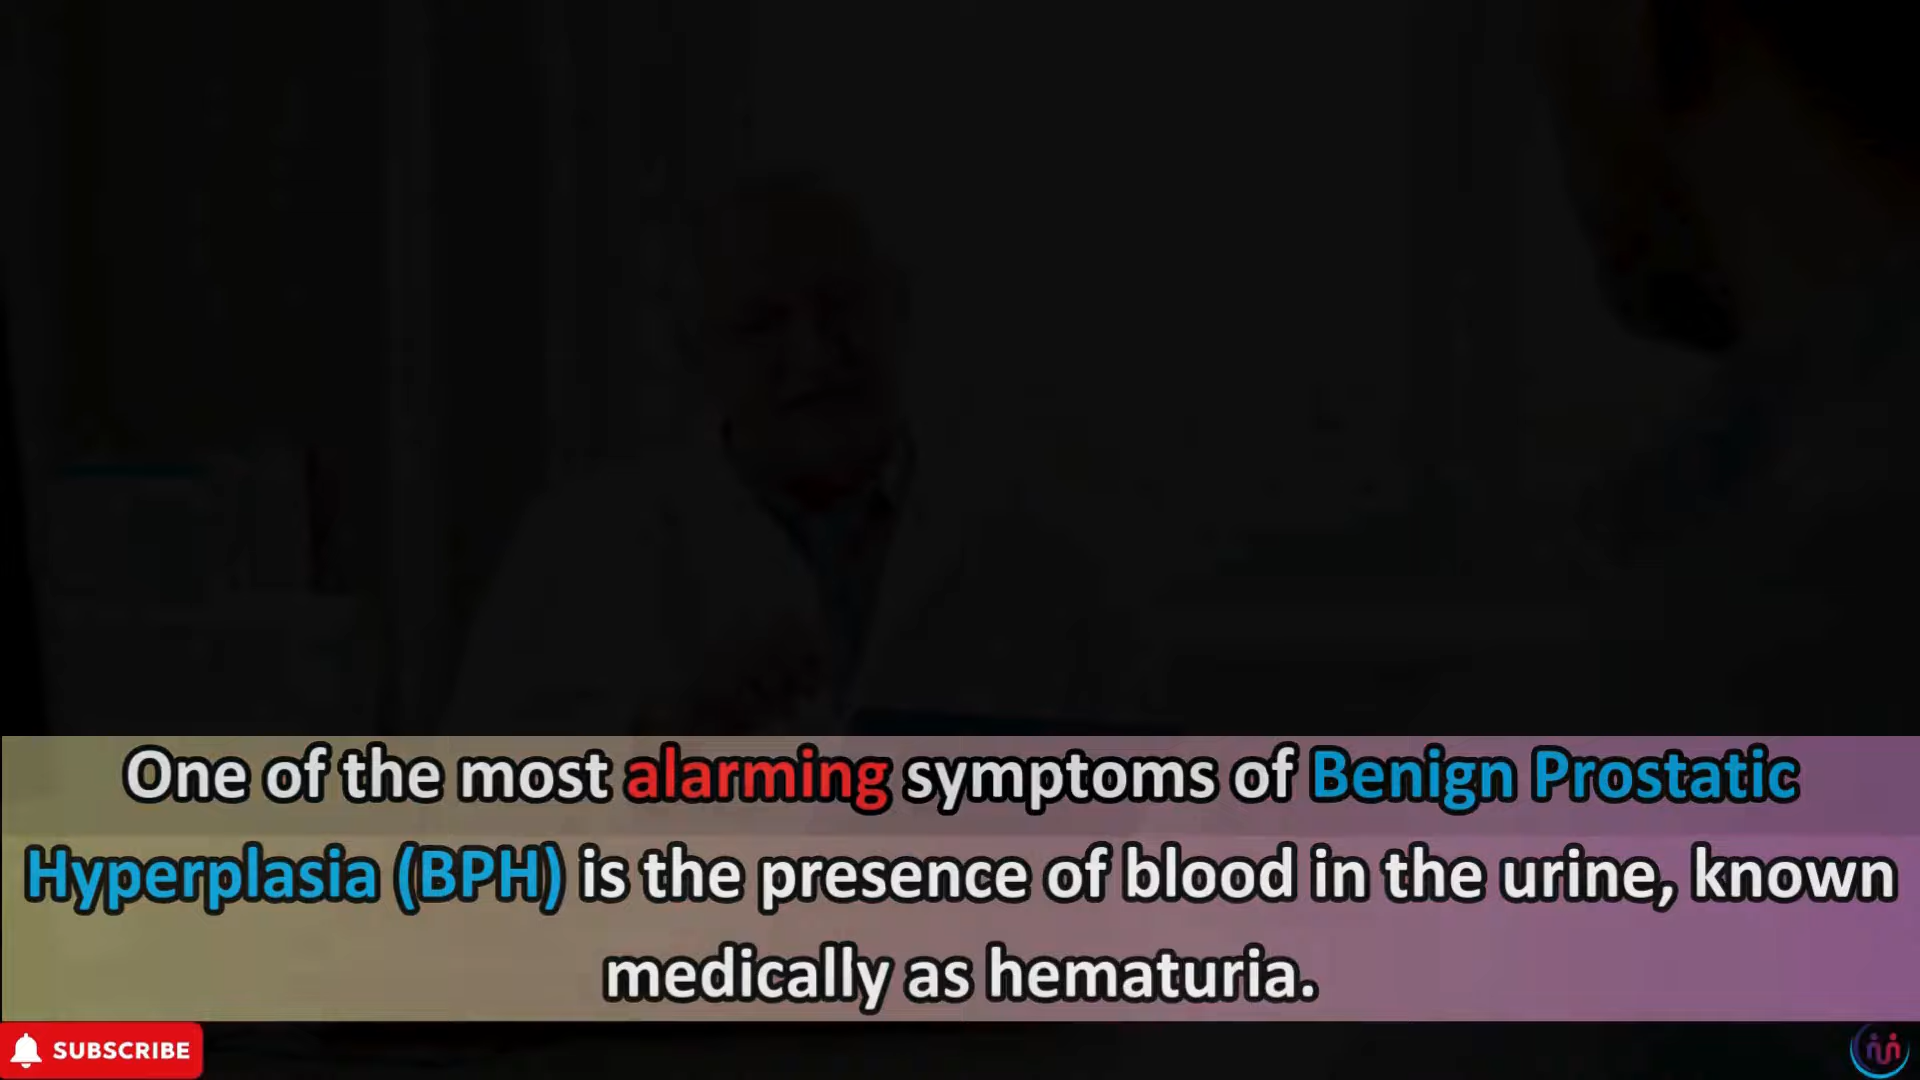 One of the most alarming symptoms of Benign Prostatic
Hyperplasia (BPH) is the presence of blood in the urine, known
medically as hematuria.
SUBSCRIBE